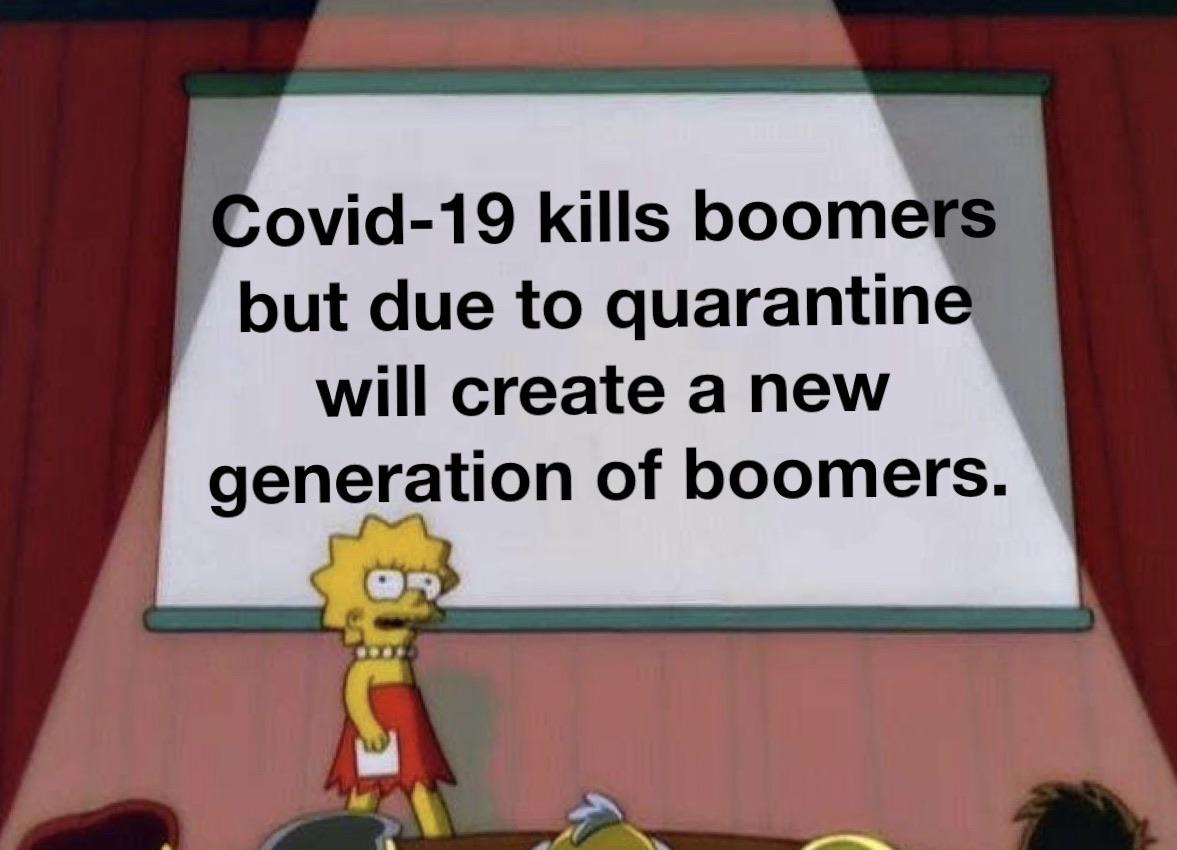 Covid-19 kills boomers
but due to quarantine
will create a new
generation of boomers.